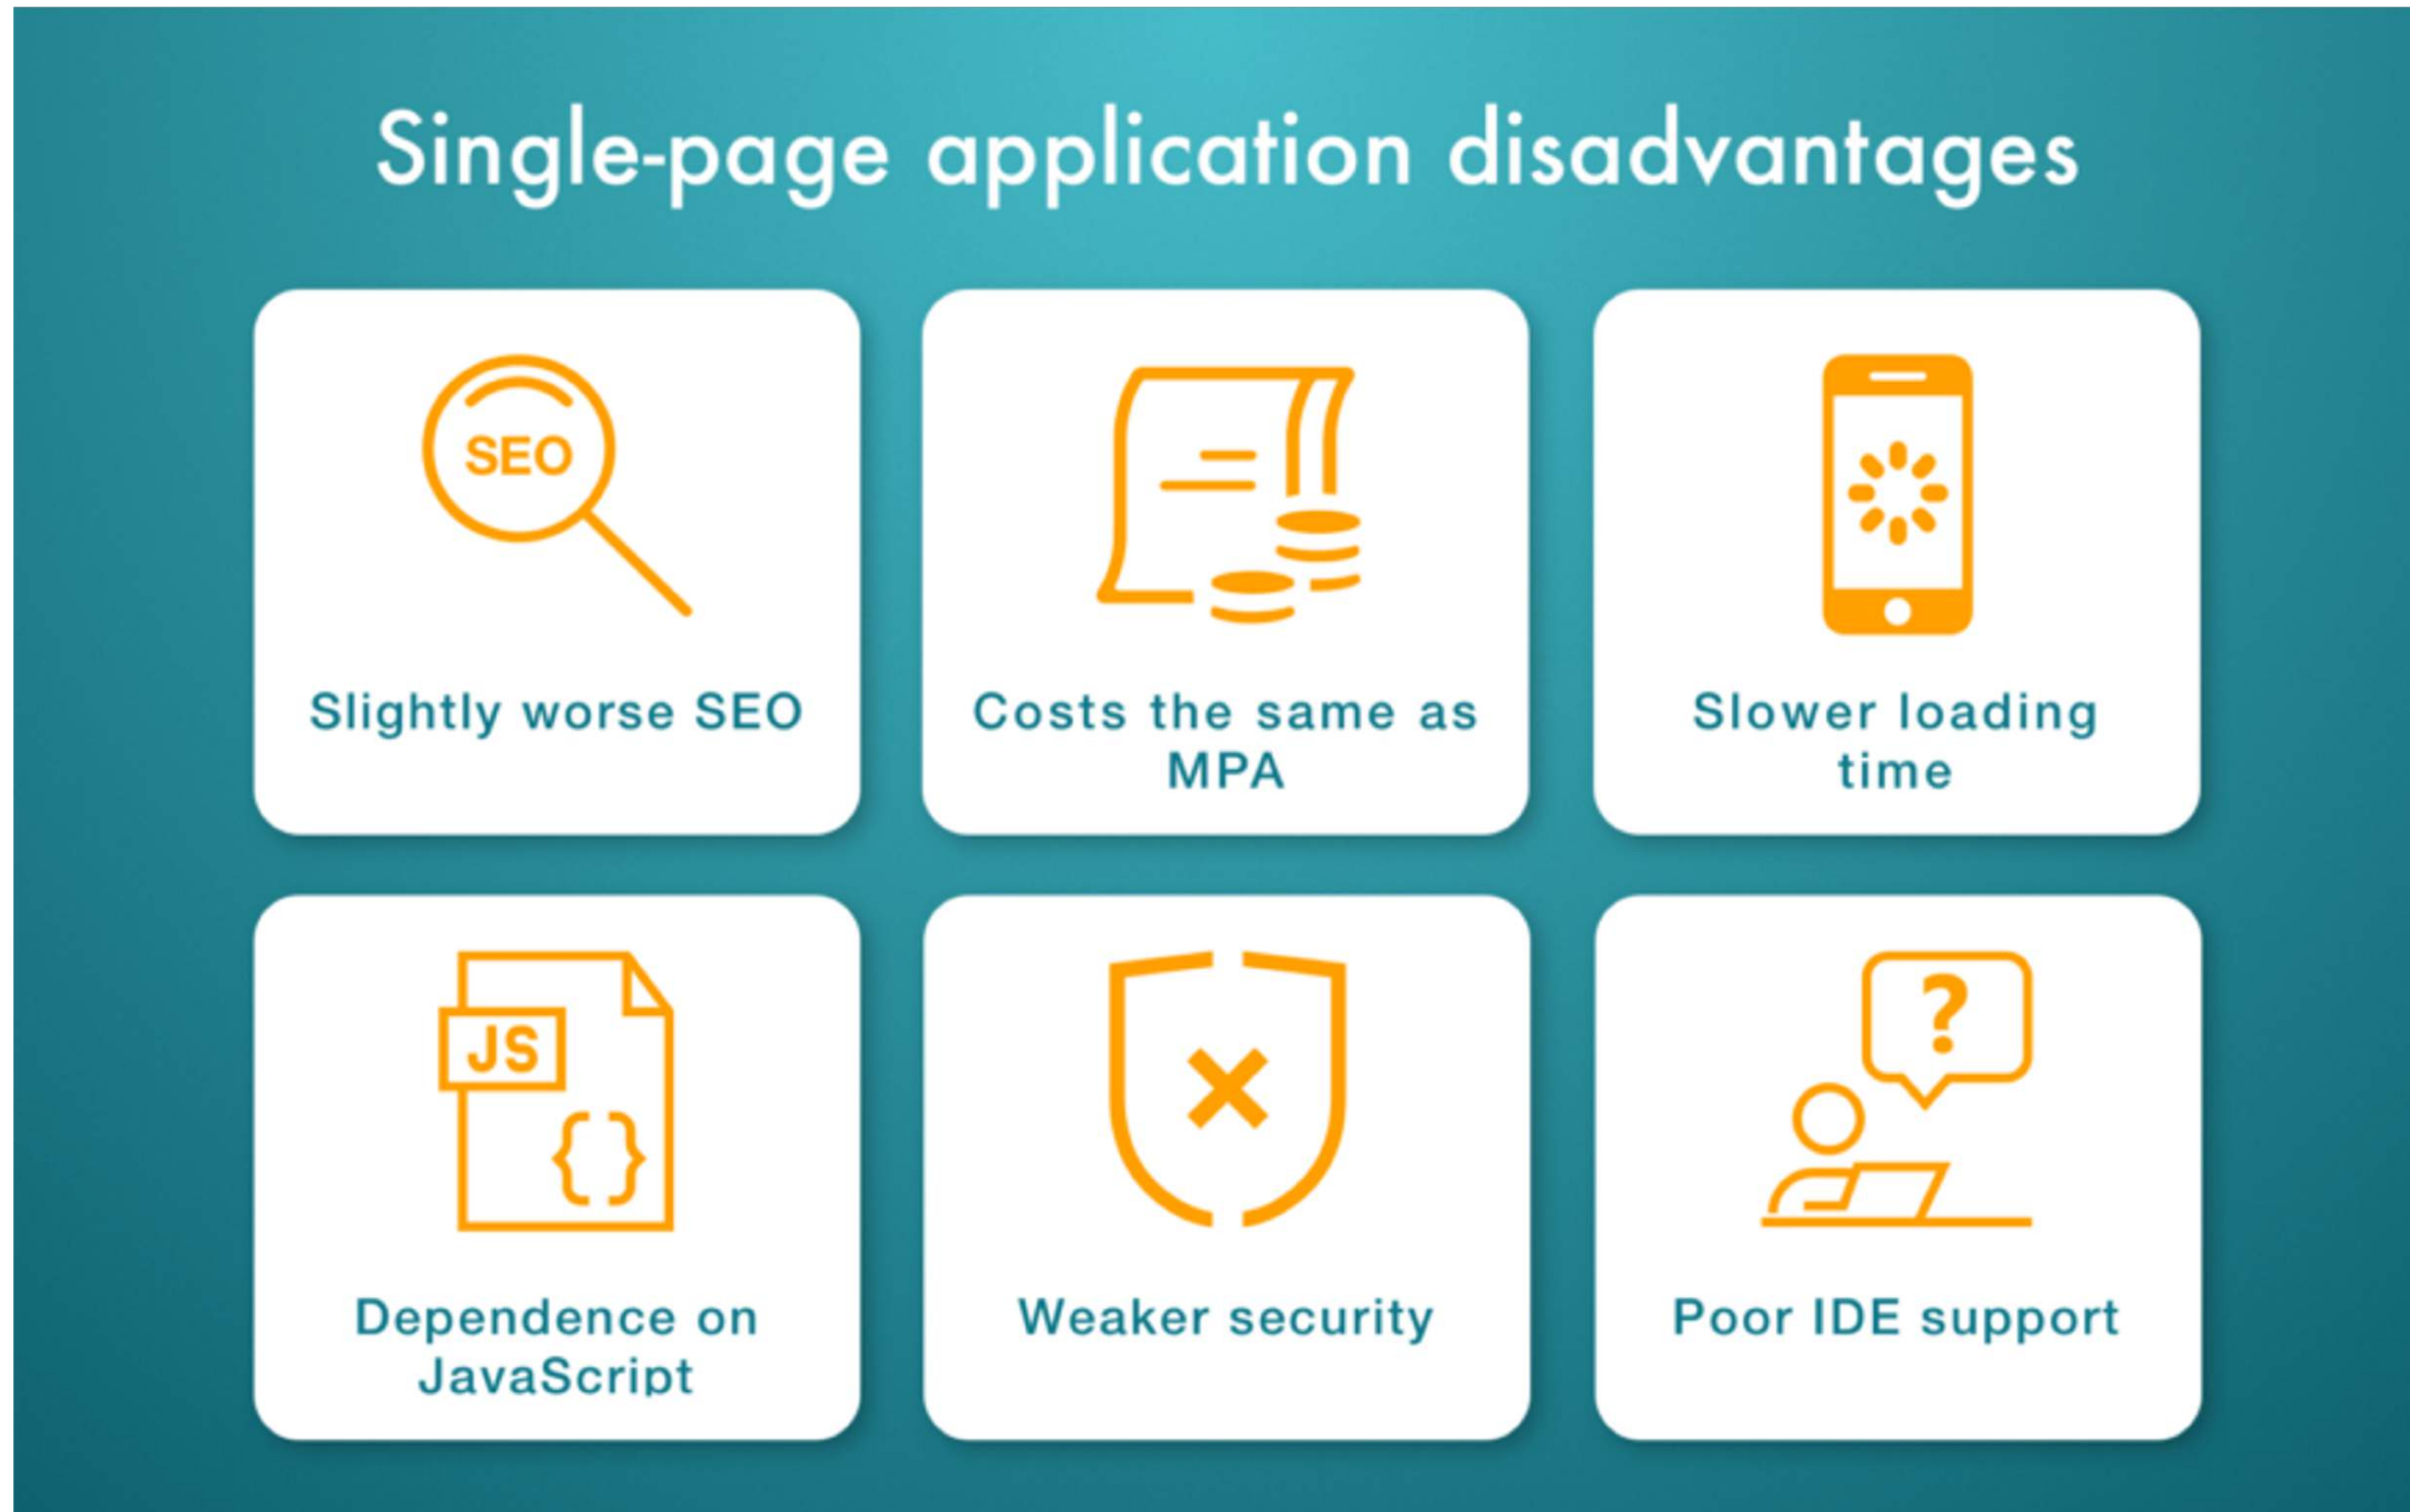 Single-page application disadvantages
SEO
Slightly worse SEO
Costs the same as
MPA
Slower loading
time
JS
{}
Dependence on
JavaScript
Weaker security
?
Poor IDE support